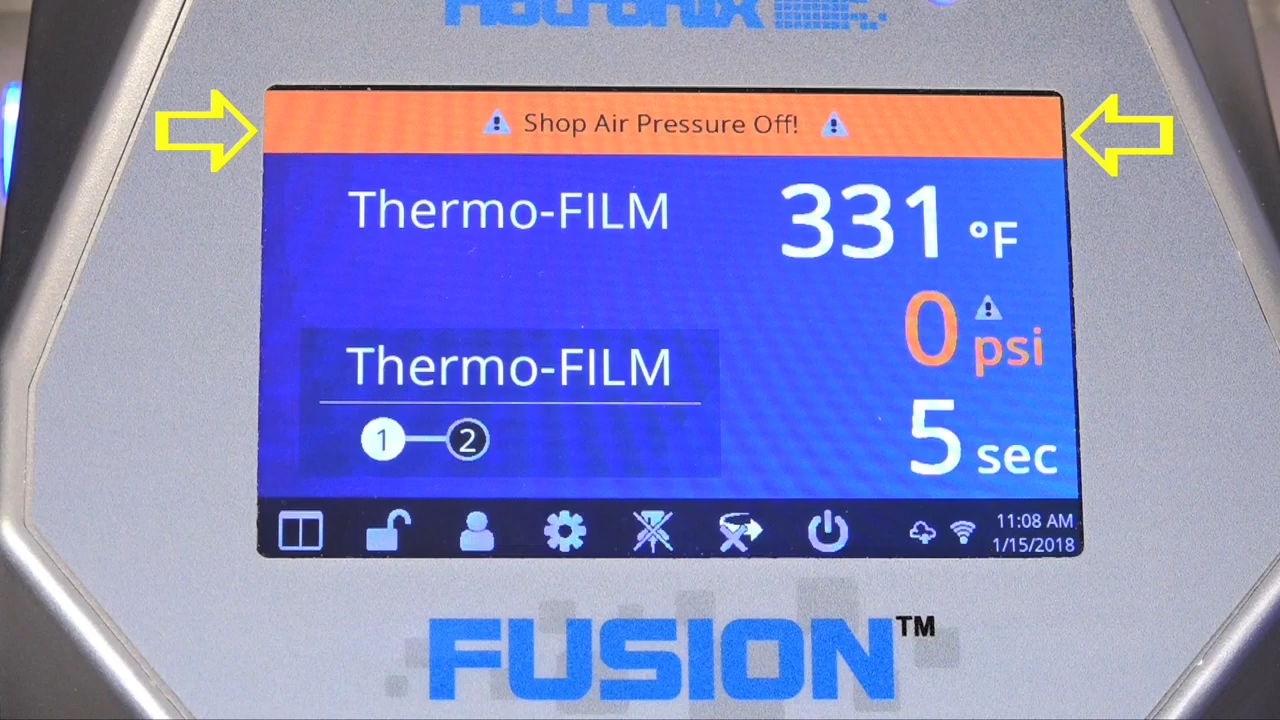 Hotronix
Shop Air Pressure Off!
Thermo-FILM
331 °F
0 psi
Thermo-FILM
1 2
5 sec
11:08 AM
1/15/2018
FUSION™